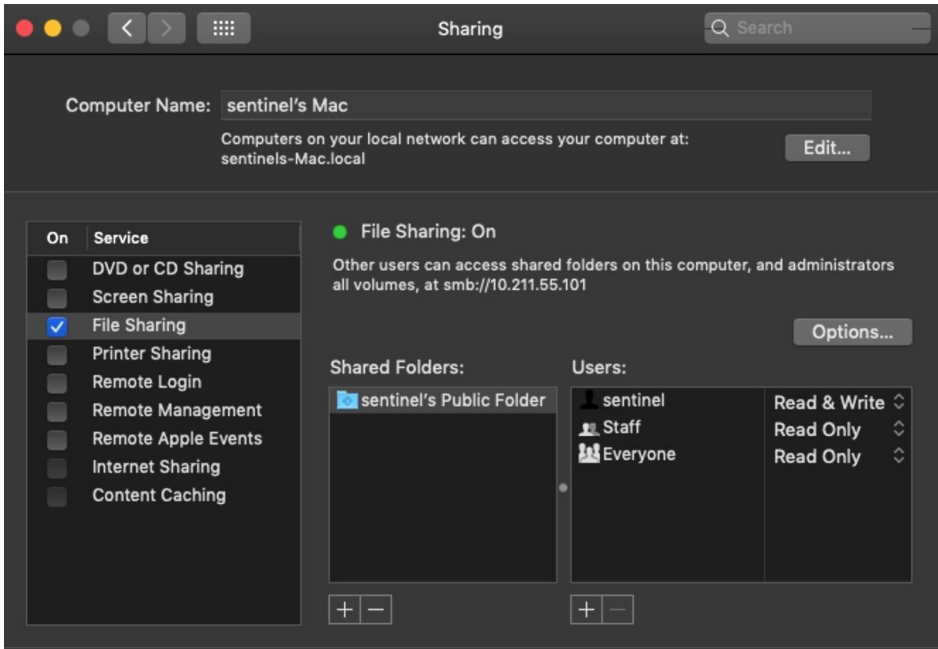 Sharing
Search
Computer Name: sentinel's Mac
Computers on your local network can access your computer at:
sentinels-Mac.local
Edit...
On Service
DVD or CD Sharing
Screen Sharing
File Sharing
Printer Sharing
Remote Login
Remote Management
Remote Apple Events
Internet Sharing
Content Caching
File Sharing: On
Other users can access shared folders on this computer, and administrators
all volumes, at smb://10.211.55.101
Options...
Shared Folders:
sentinel's Public Folder
Users:
sentinel Read & Write
Staff Read Only
Everyone Read Only